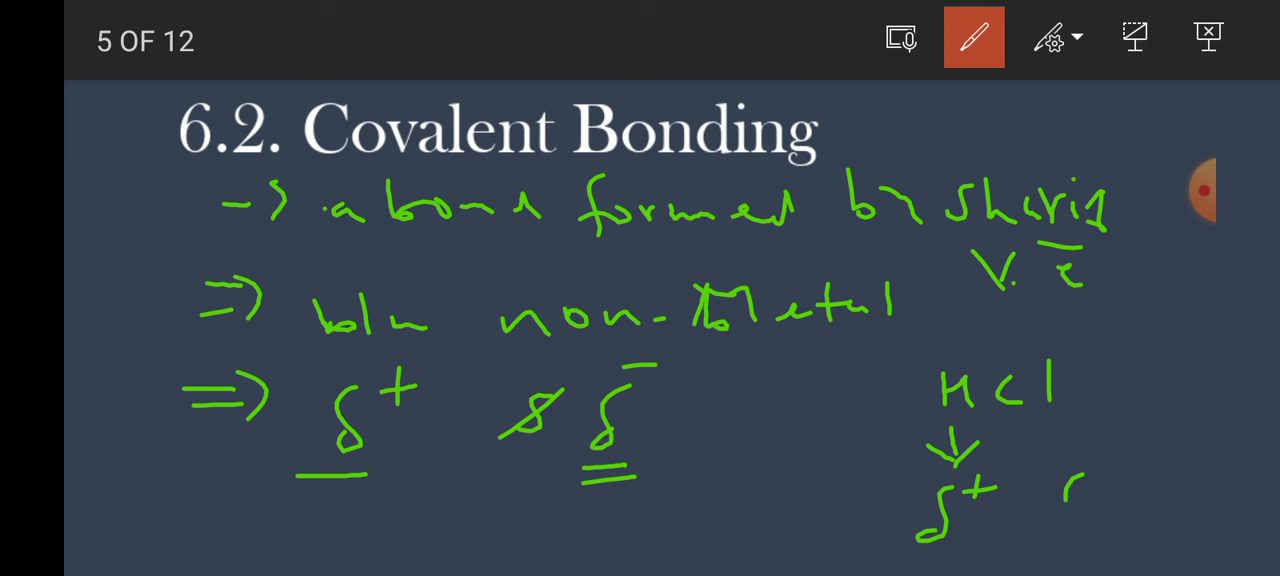 5 OF 12
6.2. Covalent Bonding
→ a bond formed by sharing
V. e̅
⇒ b/n non-Metal
⇒ δ+ δ-
HCl
↓
δ+